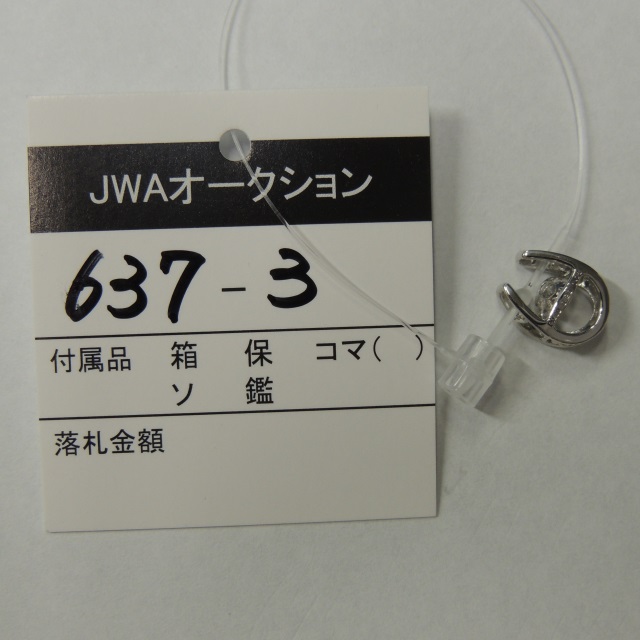 JWAオークション
637-3
付属品 箱 保 コマ( )
ソ 鑑
落札金額